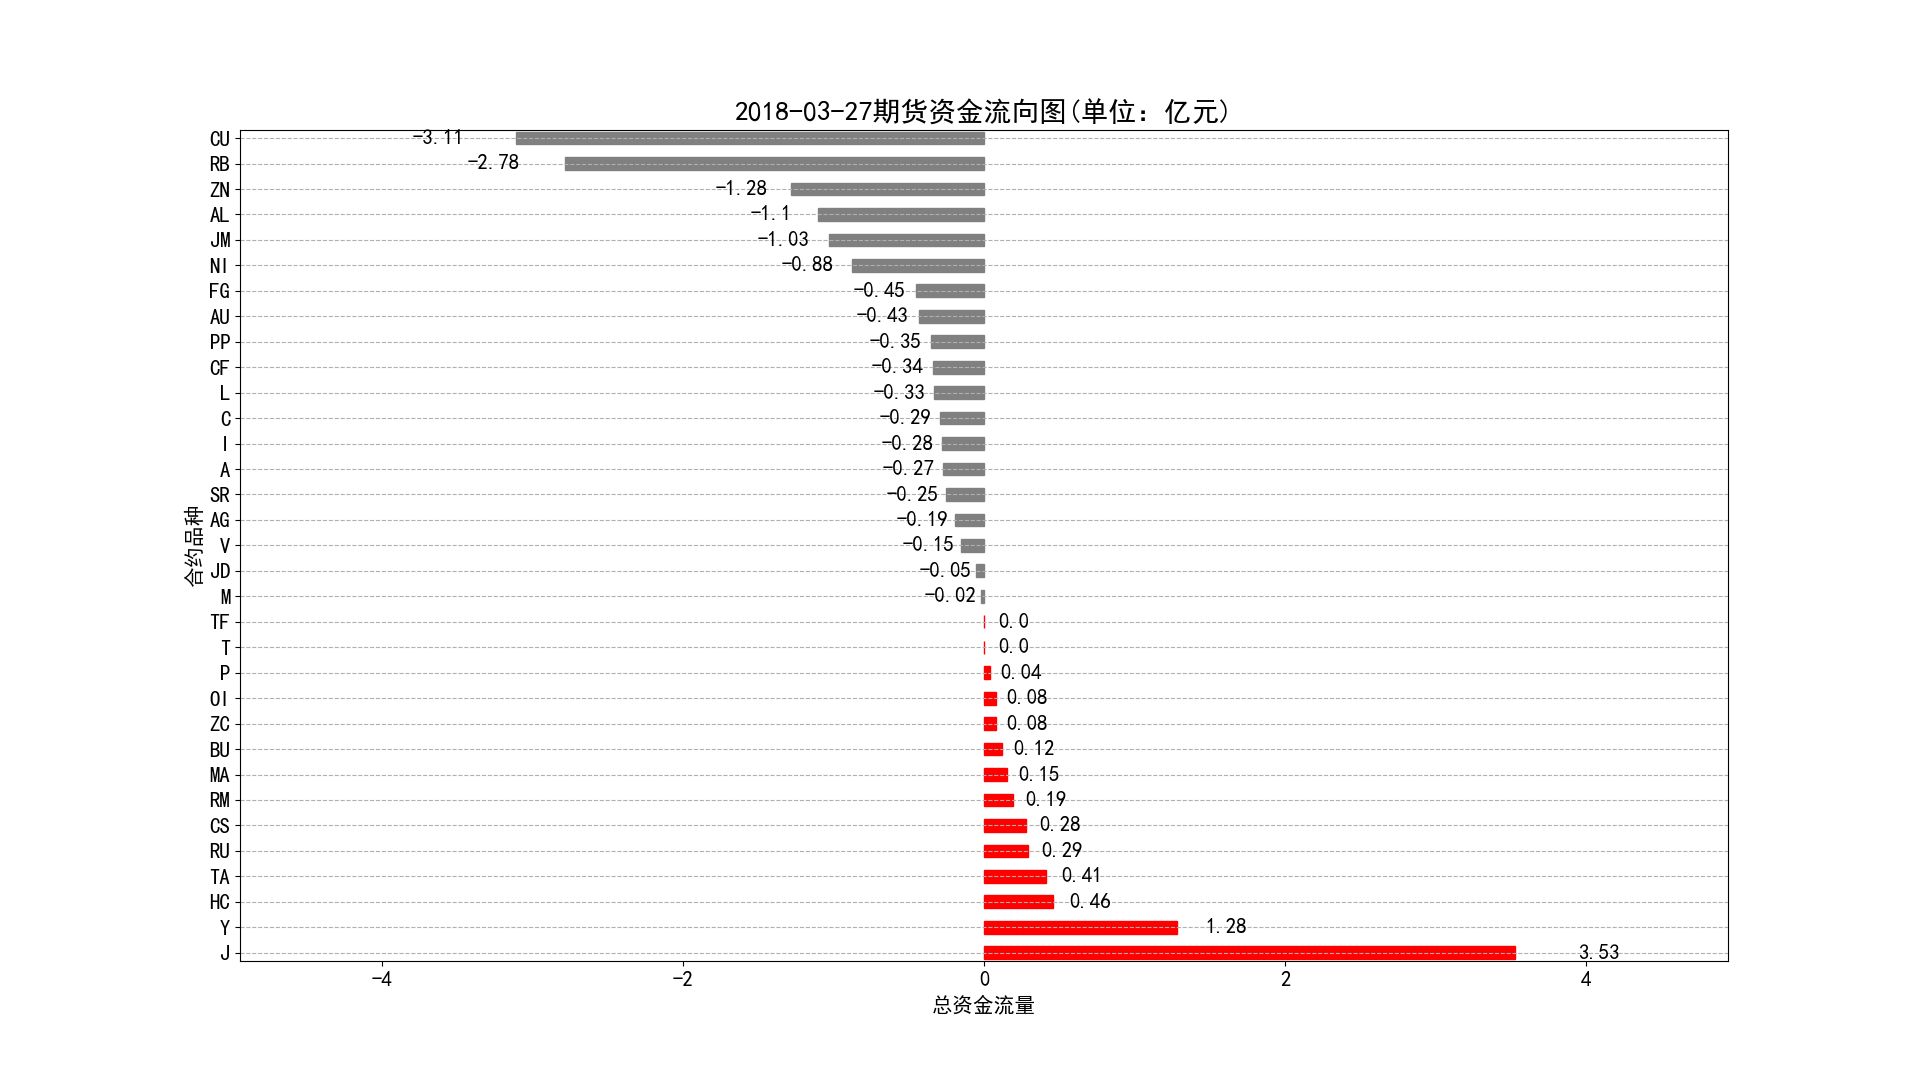 2018-03-27期货资金流向图(单位：亿元)
CU -3.11
RB -2.78
ZN -1.28
AL -1.1
JM -1.03
NI -0.88
FG -0.45
AU -0.43
PP -0.35
CF -0.34
L -0.33
C -0.29
I -0.28
A -0.27
SR -0.25
AG -0.19
V -0.15
JD -0.05
M -0.02
TF 0.0
T 0.0
P 0.04
OI 0.08
ZC 0.08
BU 0.12
MA 0.15
RM 0.19
CS 0.28
RU 0.29
TA 0.41
HC 0.46
Y 1.28
J 3.53
合约品种
-4 -2 0 2 4
总资金流量